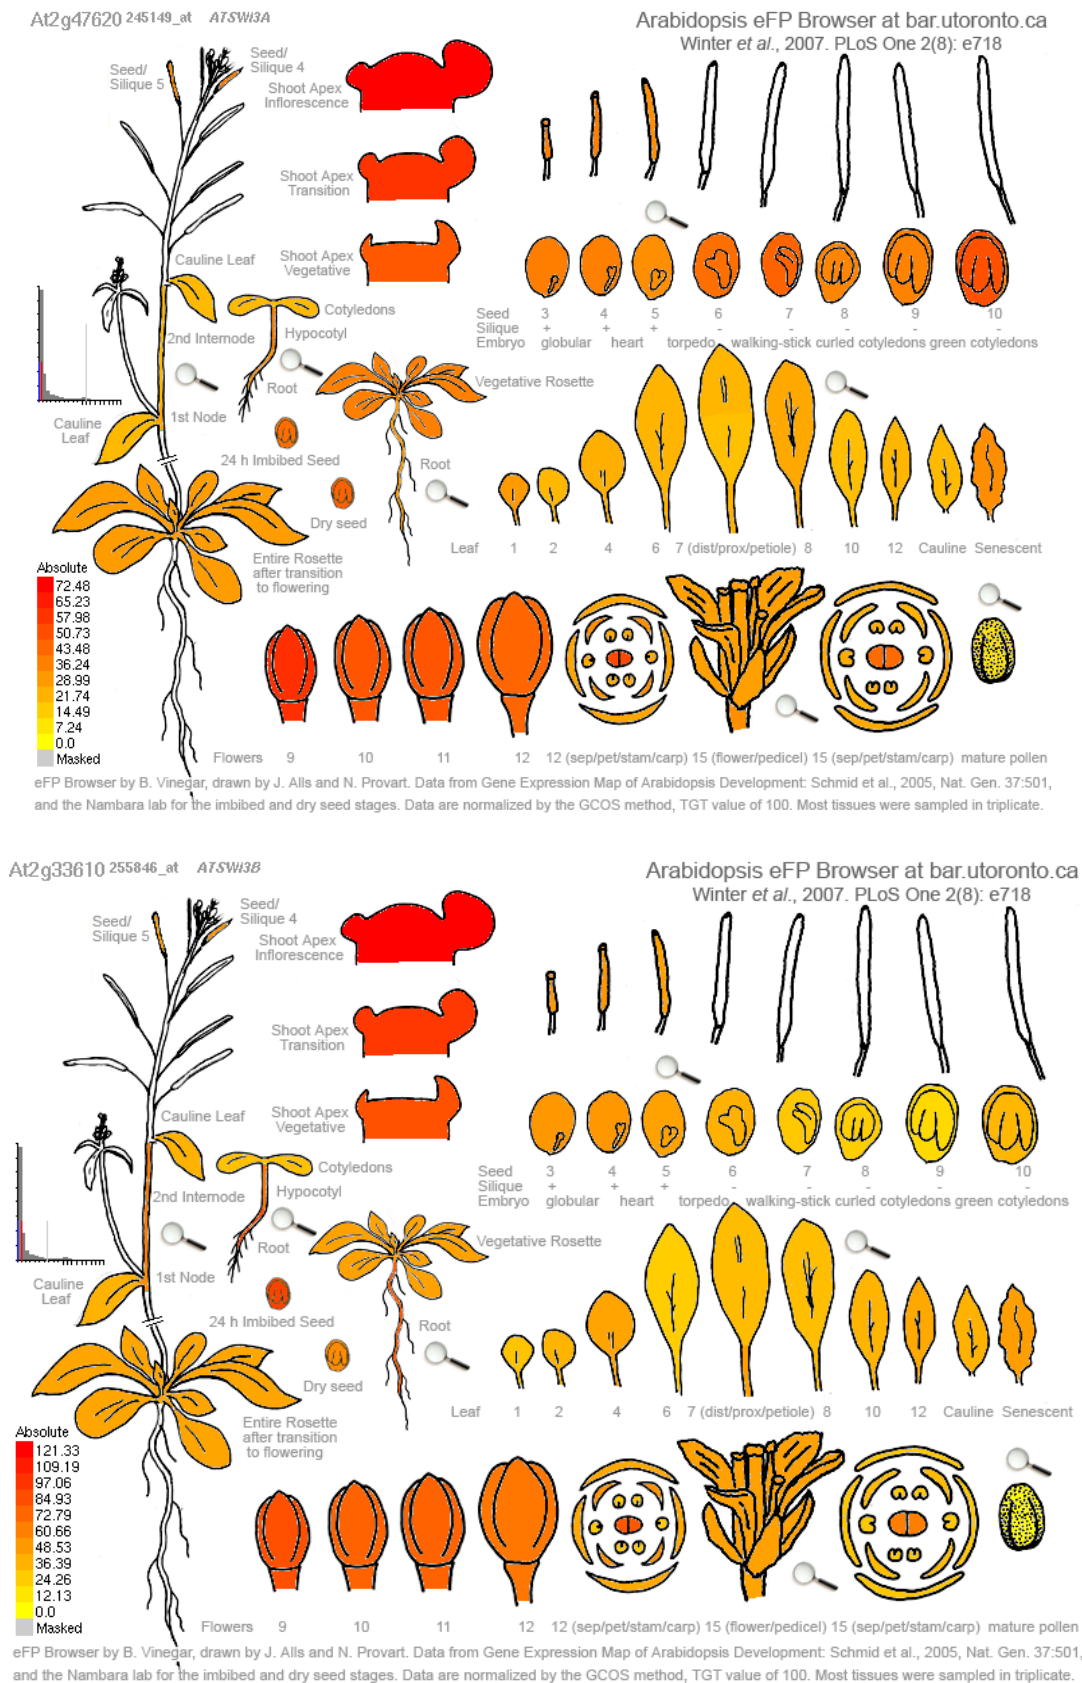 At2g47620 245149_at ATSWI3A
Arabidopsis eFP Browser at bar.utoronto.ca
Winter et al., 2007. PLoS One 2(8): e718
Seed/
Silique 5
Seed/
Silique 4
Shoot Apex
Inflorescence
Shoot Apex
Transition
Shoot Apex
Vegetative
Cauline Leaf
Cotyledons
Hypocotyl
2nd Internode
Root
1st Node
Cauline
Leaf
24 h Imbibed Seed
Dry seed
Vegetative Rosette
Root
Entire Rosette
after transition
to flowering
Seed 3 4 5 6 7 8 9 10
Silique + + + - - - - -
Embryo globular heart torpedo walking-stick curled cotyledons green cotyledons
Leaf 1 2 4 6 7 (dist/prox/petiole) 8 10 12 Cauline Senescent
Absolute
72.48
65.23
57.98
50.73
43.48
36.24
28.99
21.74
14.49
7.24
0.0
Masked
Flowers 9 10 11 12 12 (sep/pet/stam/carp) 15 (flower/pedicel) 15 (sep/pet/stam/carp) mature pollen
eFP Browser by B. Vinegar, drawn by J. Alls and N. Provart. Data from Gene Expression Map of Arabidopsis Development: Schmid et al., 2005, Nat. Gen. 37:501,
and the Nambara lab for the imbibed and dry seed stages. Data are normalized by the GCOS method, TGT value of 100. Most tissues were sampled in triplicate.
At2g33610 255846_at ATSWI3B
Arabidopsis eFP Browser at bar.utoronto.ca
Winter et al., 2007. PLoS One 2(8): e718
Seed/
Silique 5
Seed/
Silique 4
Shoot Apex
Inflorescence
Shoot Apex
Transition
Shoot Apex
Vegetative
Cauline Leaf
Cotyledons
Hypocotyl
2nd Internode
Root
1st Node
Cauline
Leaf
24 h Imbibed Seed
Dry seed
Vegetative Rosette
Root
Entire Rosette
after transition
to flowering
Seed 3 4 5 6 7 8 9 10
Silique + + + - - - - -
Embryo globular heart torpedo walking-stick curled cotyledons green cotyledons
Leaf 1 2 4 6 7 (dist/prox/petiole) 8 10 12 Cauline Senescent
Absolute
121.33
109.19
97.06
84.93
72.79
60.66
48.53
36.39
24.26
12.13
0.0
Masked
Flowers 9 10 11 12 12 (sep/pet/stam/carp) 15 (flower/pedicel) 15 (sep/pet/stam/carp) mature pollen
eFP Browser by B. Vinegar, drawn by J. Alls and N. Provart. Data from Gene Expression Map of Arabidopsis Development: Schmid et al., 2005, Nat. Gen. 37:501,
and the Nambara lab for the imbibed and dry seed stages. Data are normalized by the GCOS method, TGT value of 100. Most tissues were sampled in triplicate.